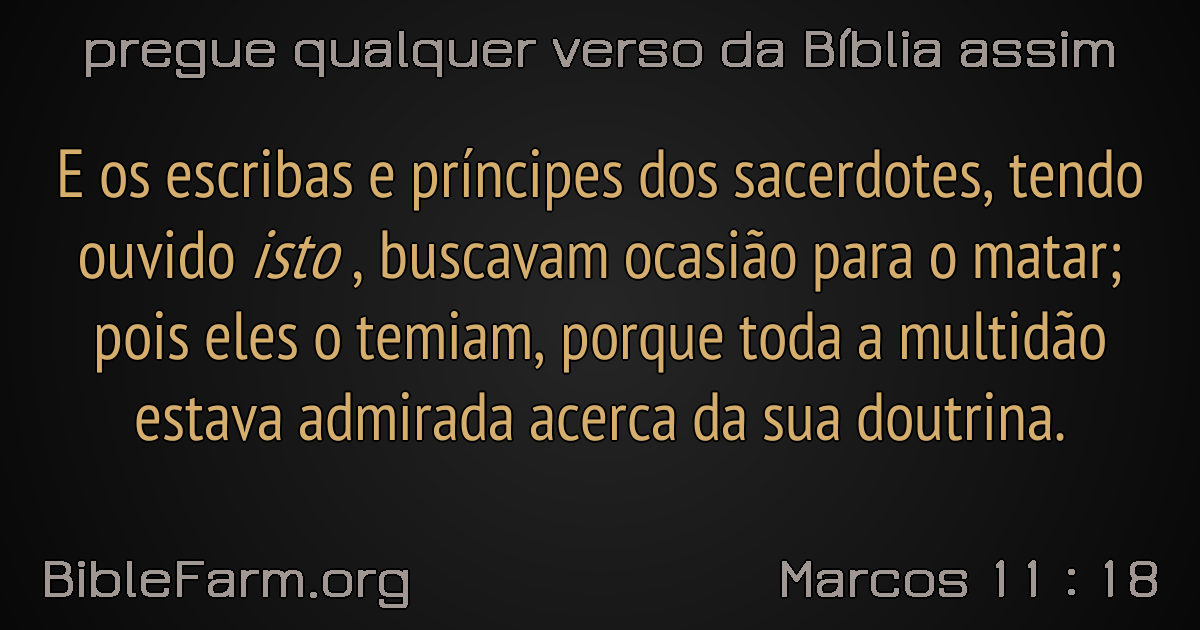 pregue qualquer verso da Bíblia assim
E os escribas e príncipes dos sacerdotes, tendo
ouvido isto , buscavam ocasião para o matar;
pois eles o temiam, porque toda a multidão
estava admirada acerca da sua doutrina.
BibleFarm.org
Marcos 11 : 18